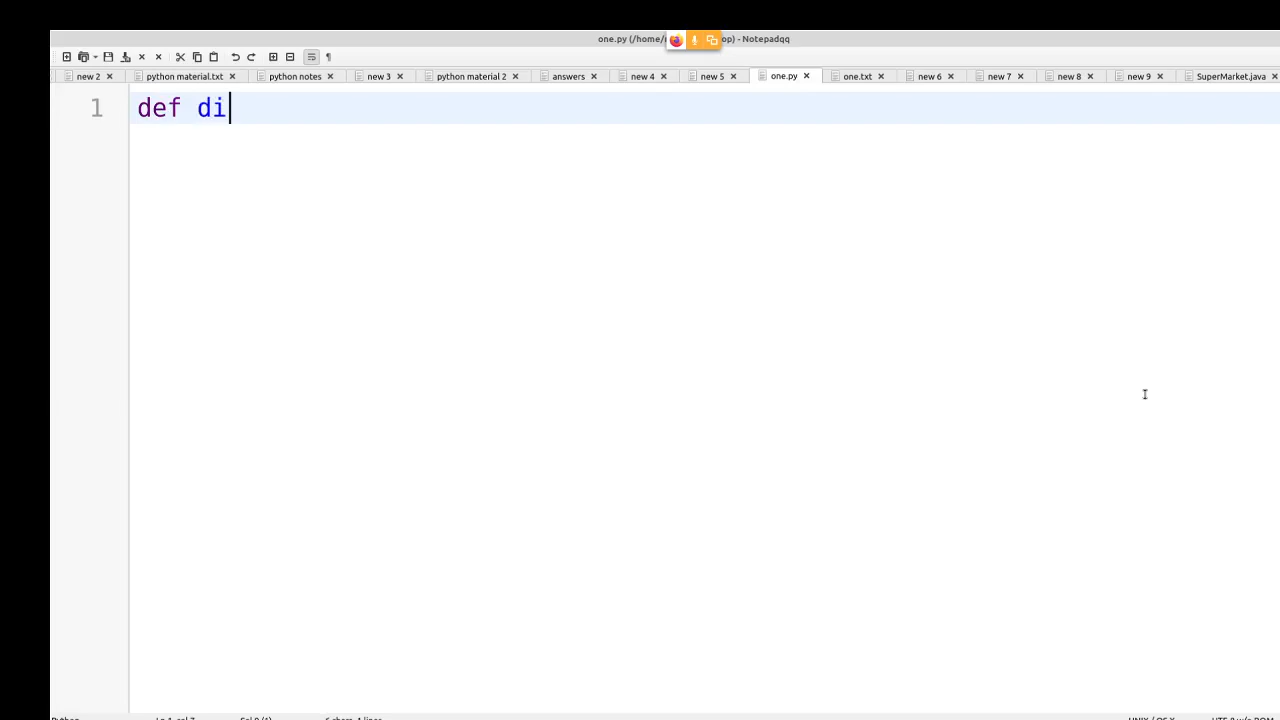 one.py (/home/ op) - Notepadqq
new 2 python material.txt python notes new 3 python material 2 answers new 4 new 5 one.py one.txt new 6 new 7 new 8 new 9 SuperMarket.java
1 def di